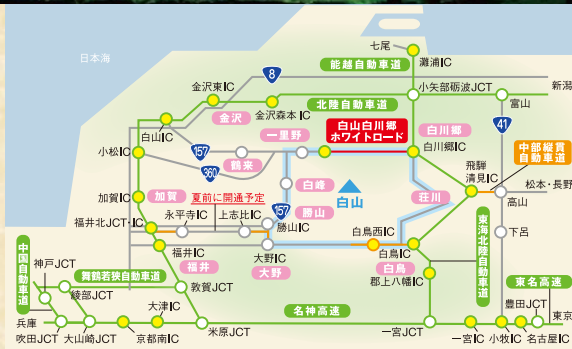 日本海
七尾
灘浦IC
能越自動車道
8
金沢東IC
小矢部砺波JCT
新潟
北陸自動車道
富山
金沢
金沢森本IC
41
白山IC
一里野
白山白川郷
ホワイトロード
白川郷
中部縦貫
自動車道
157
小松IC
白川郷IC
飛騨
清見IC
360
鶴来
白峰
荘川
松本・長野
加賀IC
加賀
夏前に開通予定
白山
高山
永平寺IC
上志比IC
157
勝山
福井北JCT・IC
勝山IC
白鳥西IC
東海北陸自動車道
下呂
中国自動車道
福井IC
大野IC
白鳥IC
神戸JCT
舞鶴若狭自動車道
福井
大野
白鳥
郡上八幡IC
綾部JCT
敦賀JCT
東名高速
大津IC
名神高速
豊田JCT
兵庫
東京
吹田JCT
大山崎JCT
京都南IC
米原JCT
一宮JCT
一宮IC
小牧IC
名古屋IC